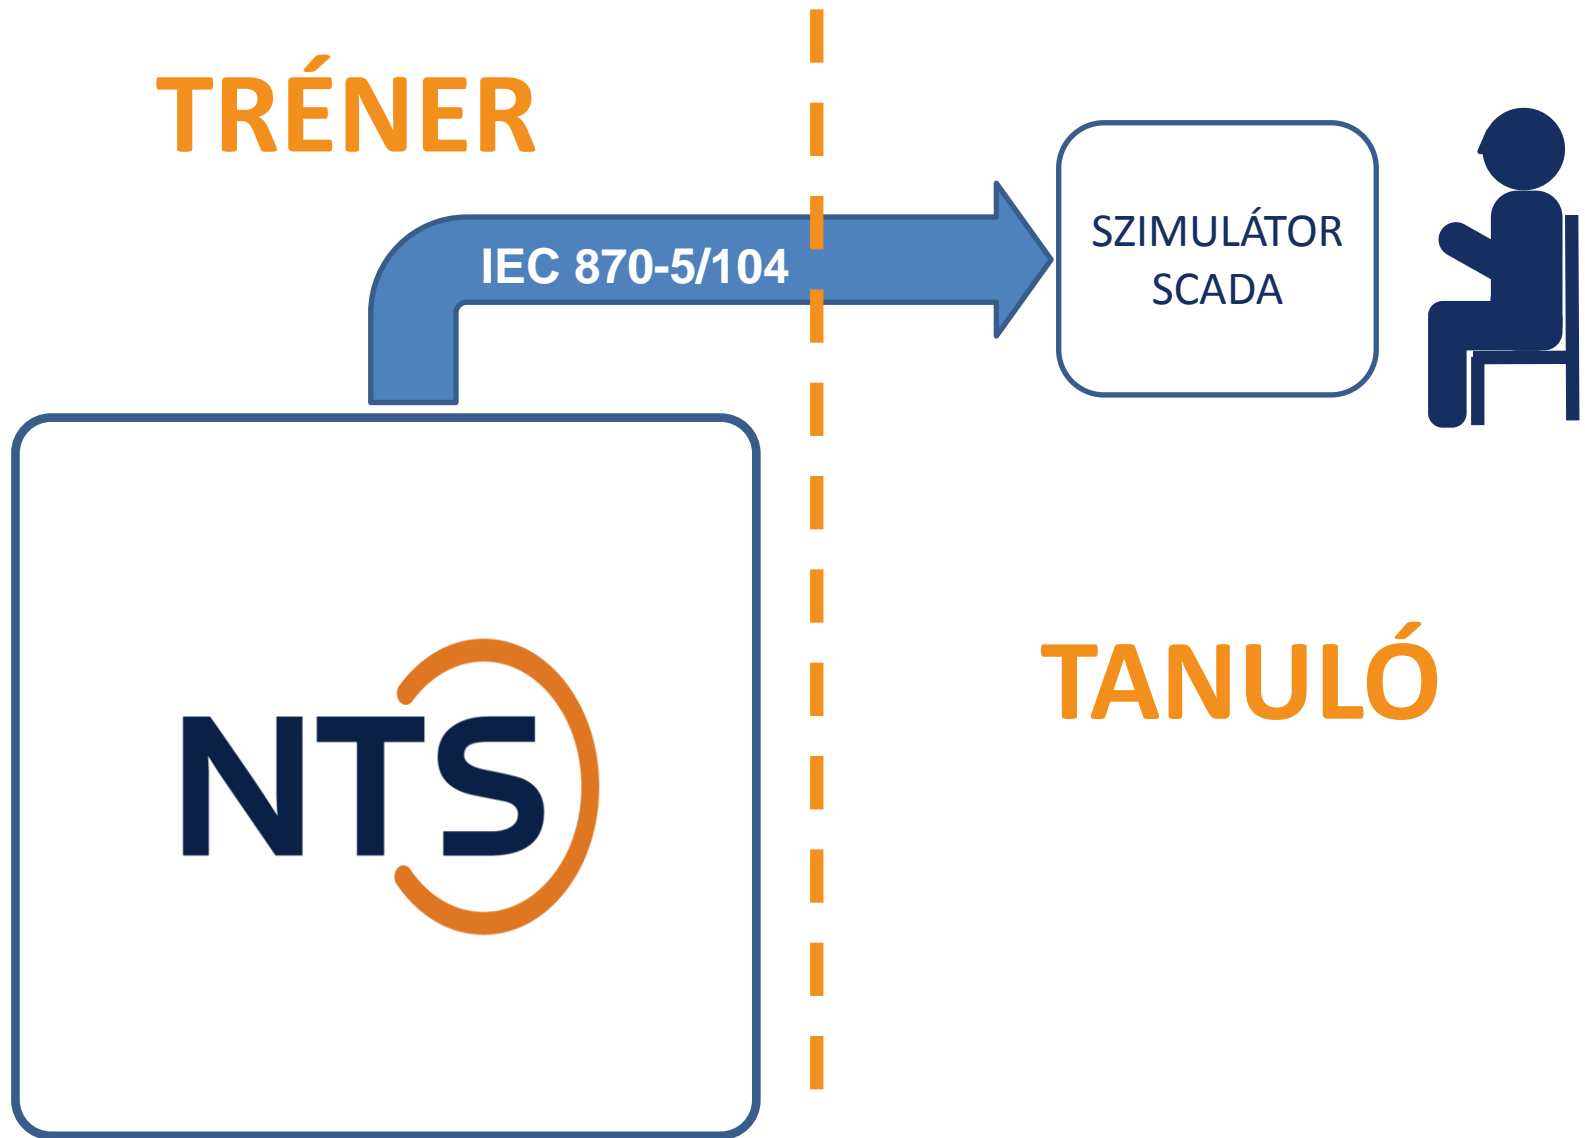 TRÉNER
IEC 870-5/104
SZIMULÁTOR
SCADA
NTS
TANULÓ